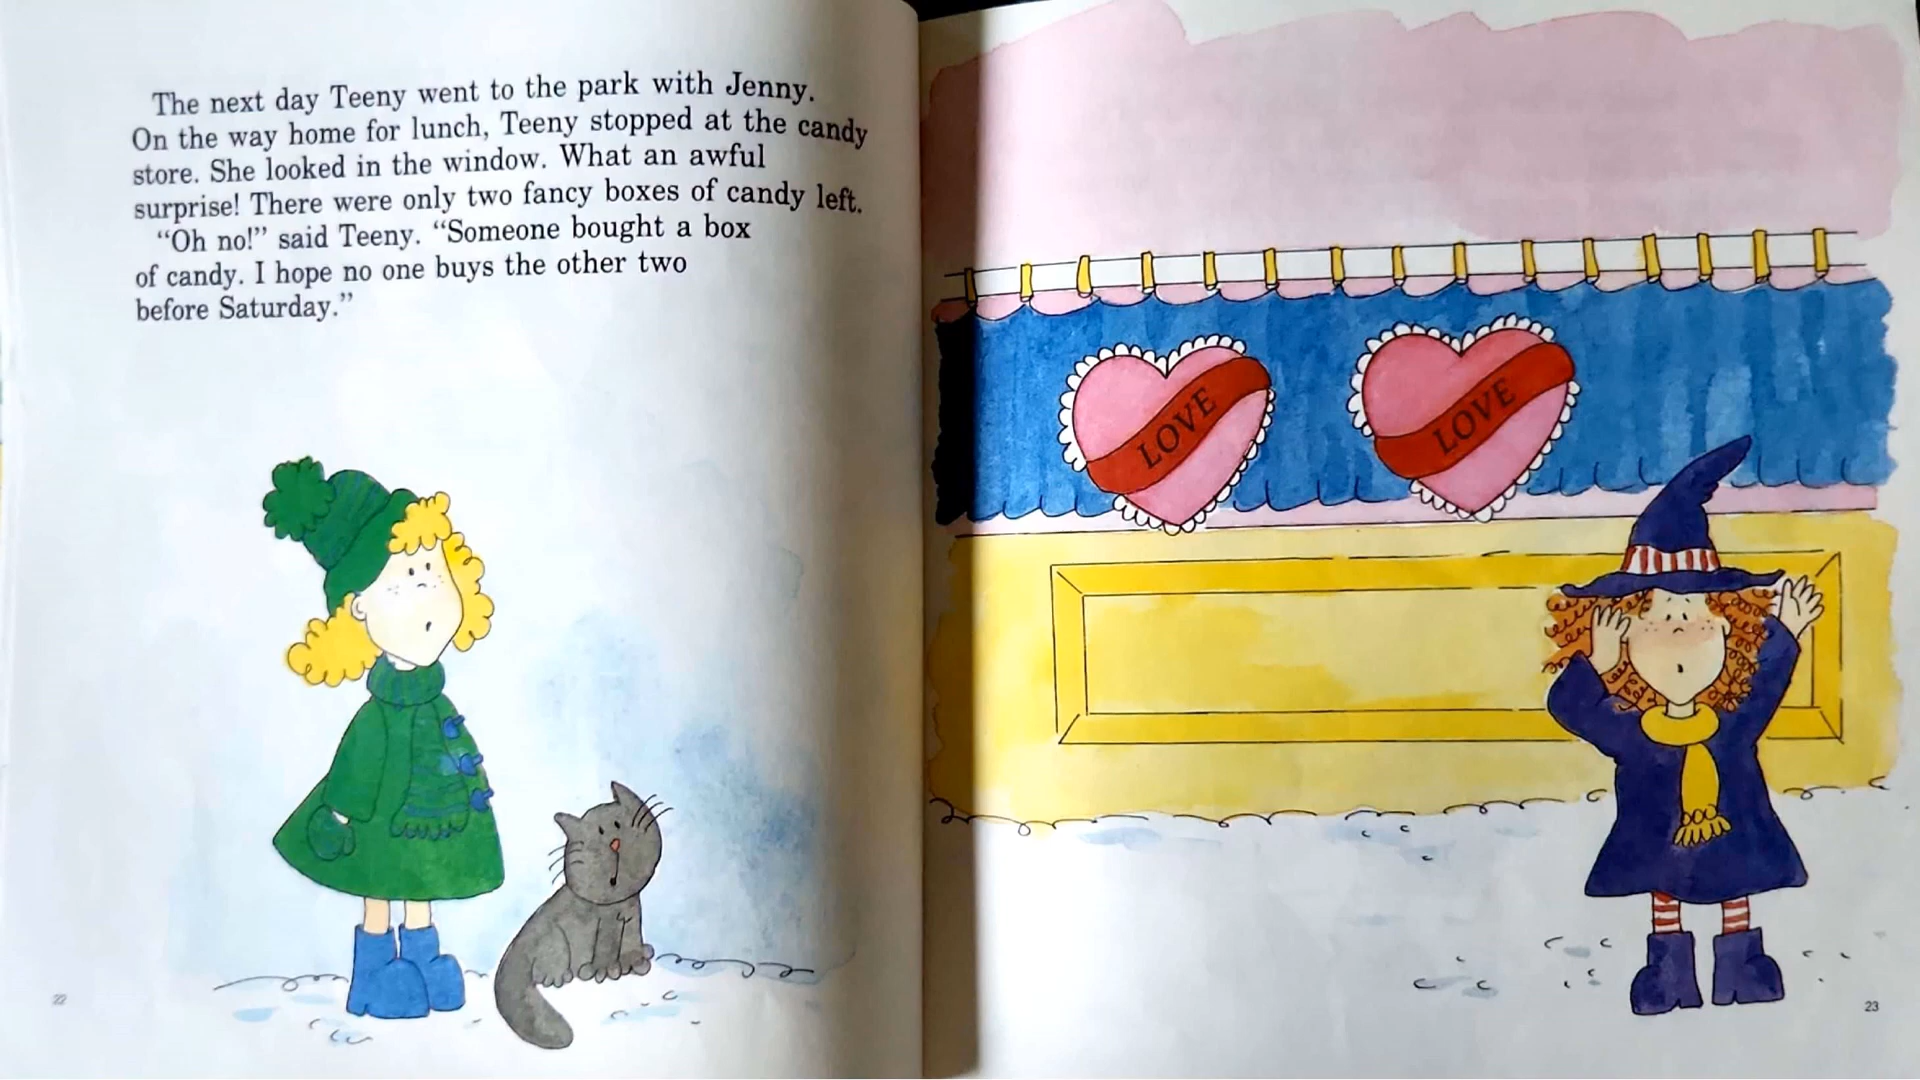 The next day Teeny went to the park with Jenny.
On the way home for lunch, Teeny stopped at the candy
store. She looked in the window. What an awful
surprise! There were only two fancy boxes of candy left.
“Oh no!” said Teeny. “Someone bought a box
of candy. I hope no one buys the other two
before Saturday.”
22
LOVE
LOVE
23